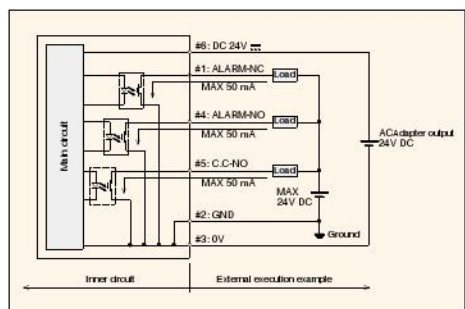 #6: DC 24V
#1: ALARM-NC
Load
MAX 50 mA
#4: ALARM-NO
Load
MAX 50 mA
#5: C.C-NO
Load
MAX 50 mA
Main circuit
ACAdapter output
24V DC
MAX
24V DC
#2: GND
Ground
#3: 0V
Inner circuit
External execution example